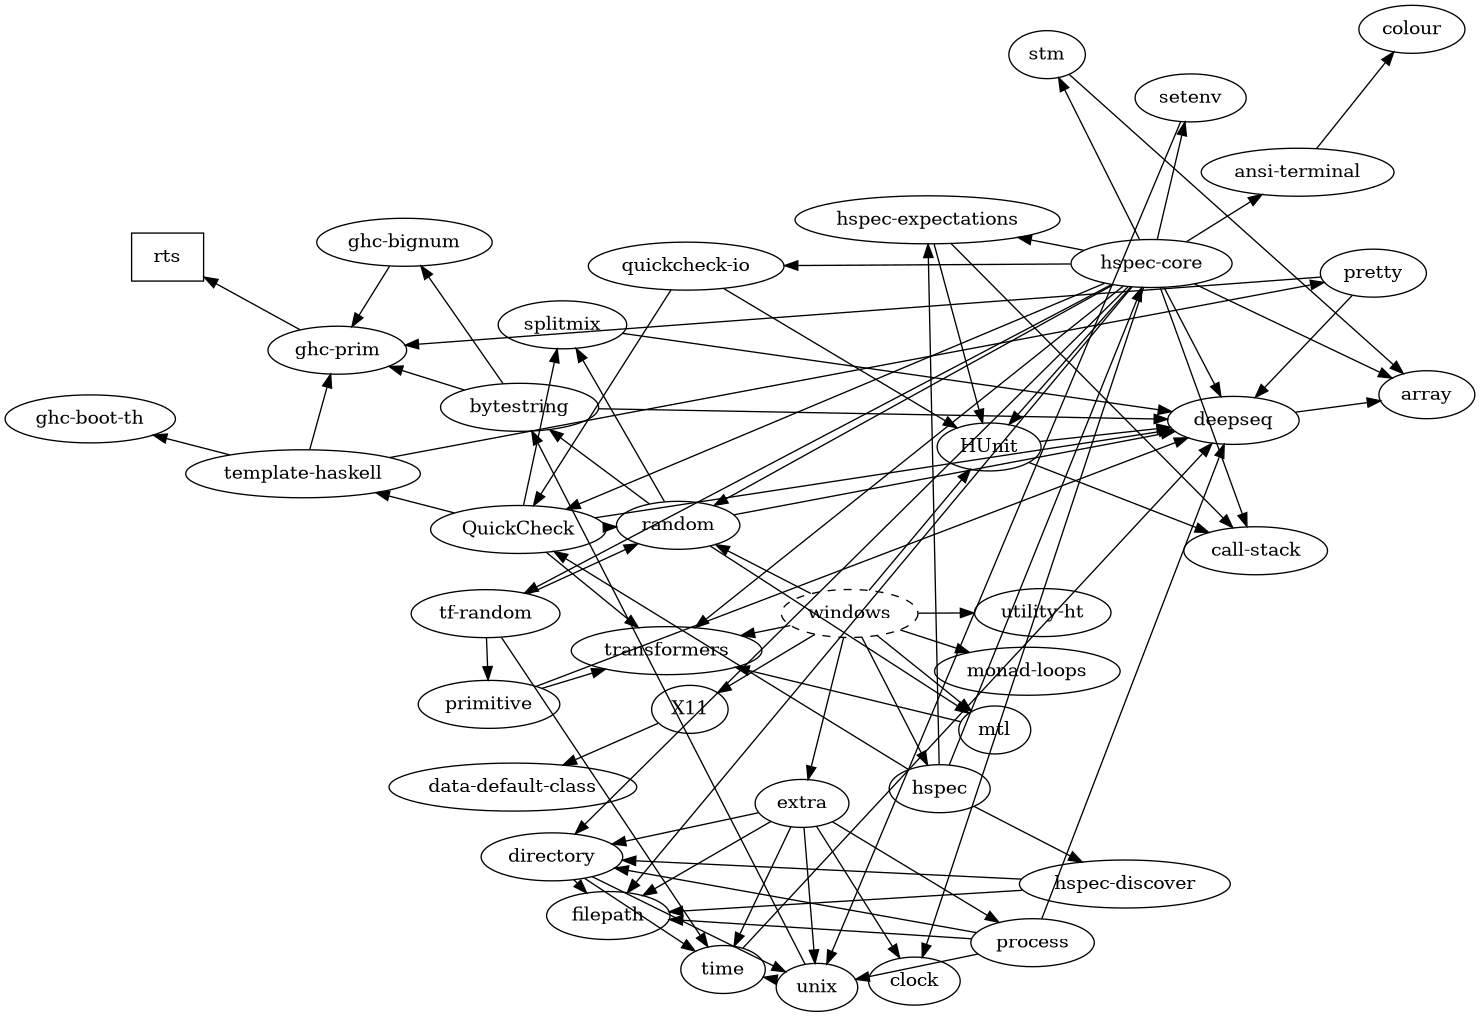 colour
stm
setenv
ansi-terminal
hspec-expectations
ghc-bignum
rts
quickcheck-io
hspec-core
pretty
splitmix
ghc-prim
array
bytestring
ghc-boot-th
deepseq
HUnit
template-haskell
QuickCheck
random
call-stack
tf-random
windows
utility-ht
transformers
monad-loops
primitive
X11
mtl
data-default-class
extra
hspec
directory
hspec-discover
filepath
process
time
unix
clock